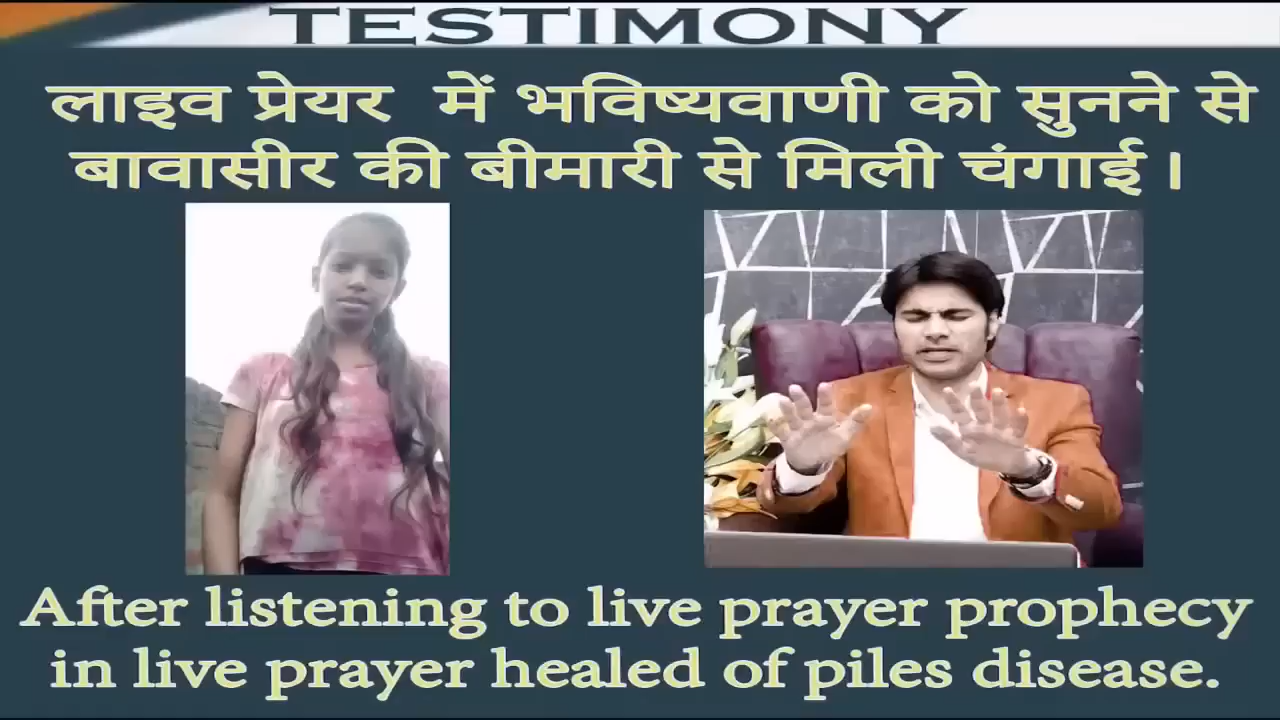 TESTIMONY
लाइव प्रेयर में भविष्यवाणी को सुनने से
बावासीर की बीमारी से मिली चंगाई।
After listening to live prayer prophecy
in live prayer healed of piles disease.